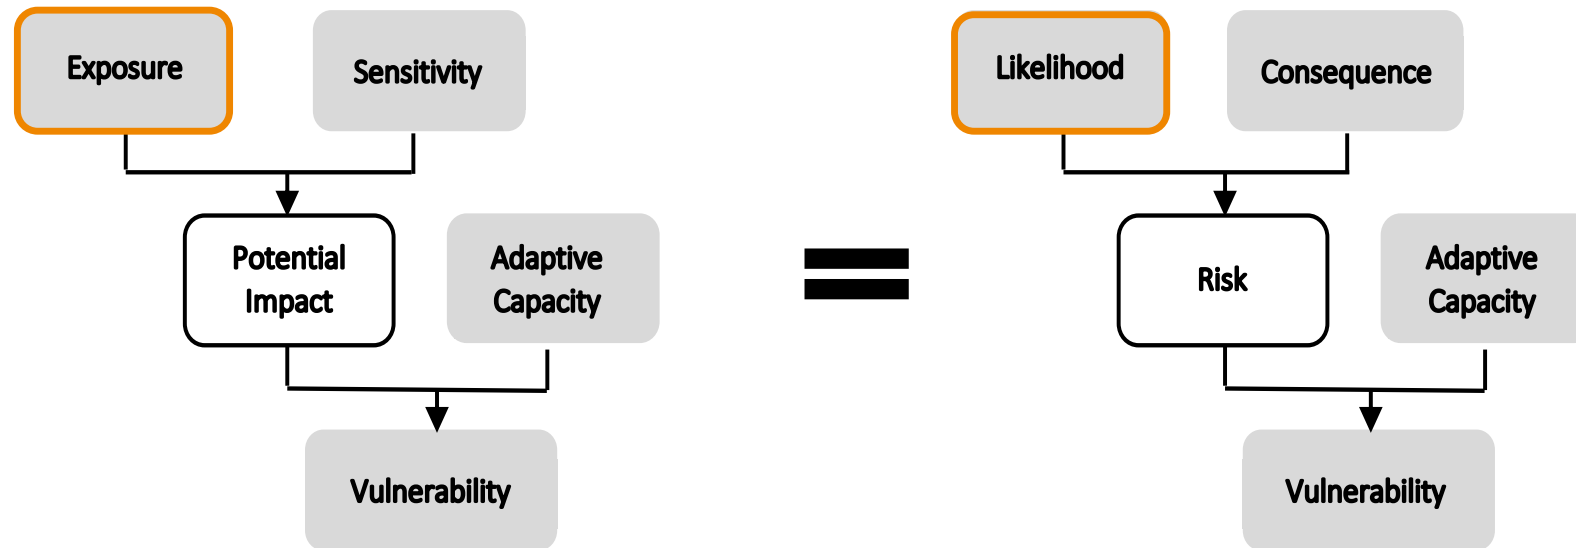 Exposure
Sensitivity
Potential
Impact
Adaptive
Capacity
Vulnerability
Likelihood
Consequence
Risk
Adaptive
Capacity
Vulnerability